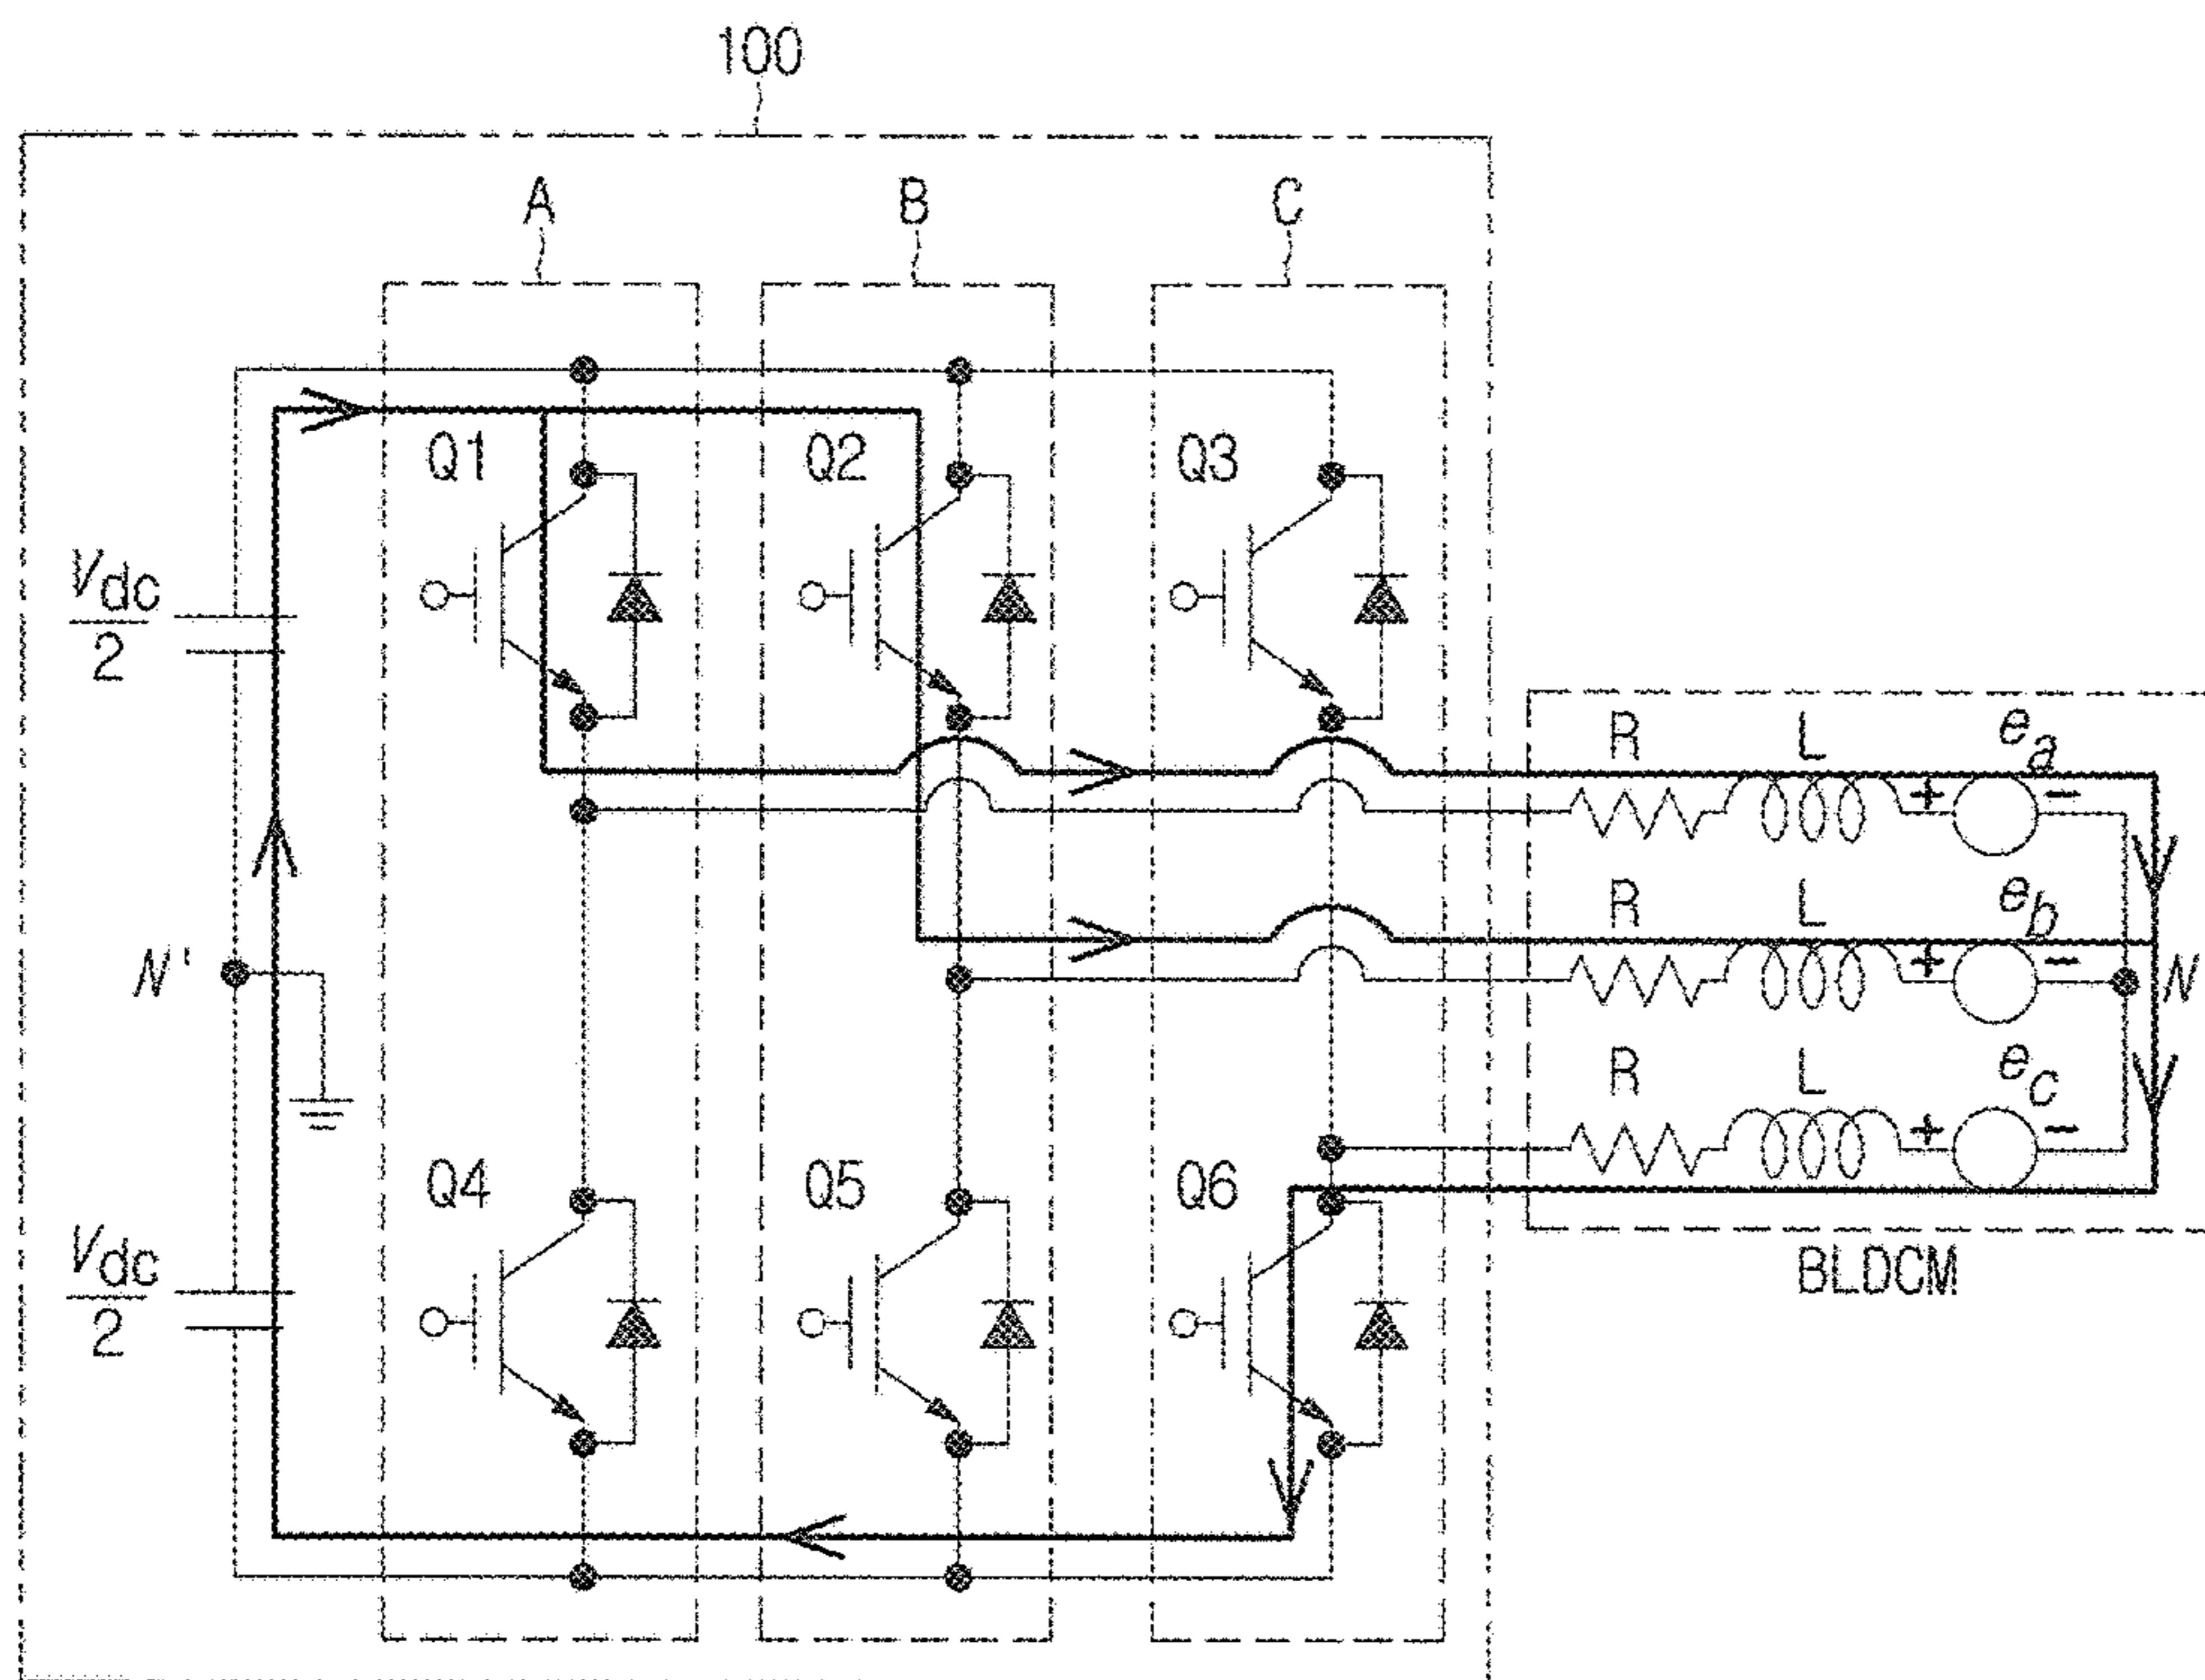 100
A B C
Q1 Q2 Q3
Vdc
2
R L ea
+ −
R L eb
+ −
N'
N
R L ec
+ −
Q4 Q5 Q6
Vdc
2
BLDCM